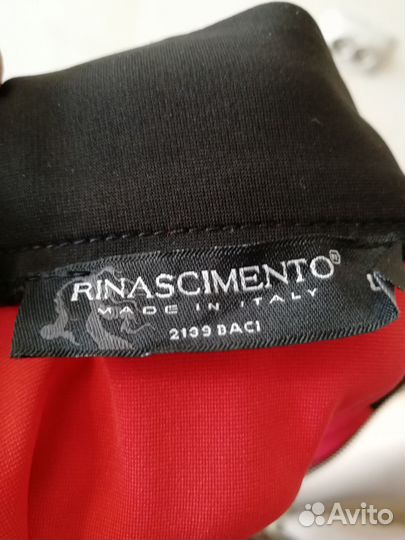 RINASCIMENTO®
MADE IN ITALY
2139 BACI
L
Avito